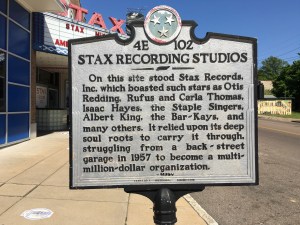 STAX
4E 102
STAX RECORDING STUDIOS
On this site stood Stax Records,
Inc. which boasted such stars as Otis
Redding, Rufus and Carla Thomas,
Isaac Hayes, the Staple Singers,
Albert King, the Bar-Kays, and
many others. It relied upon its deep
soul roots to carry it through,
struggling from a back-street
garage in 1957 to become a multi-
million-dollar organization.